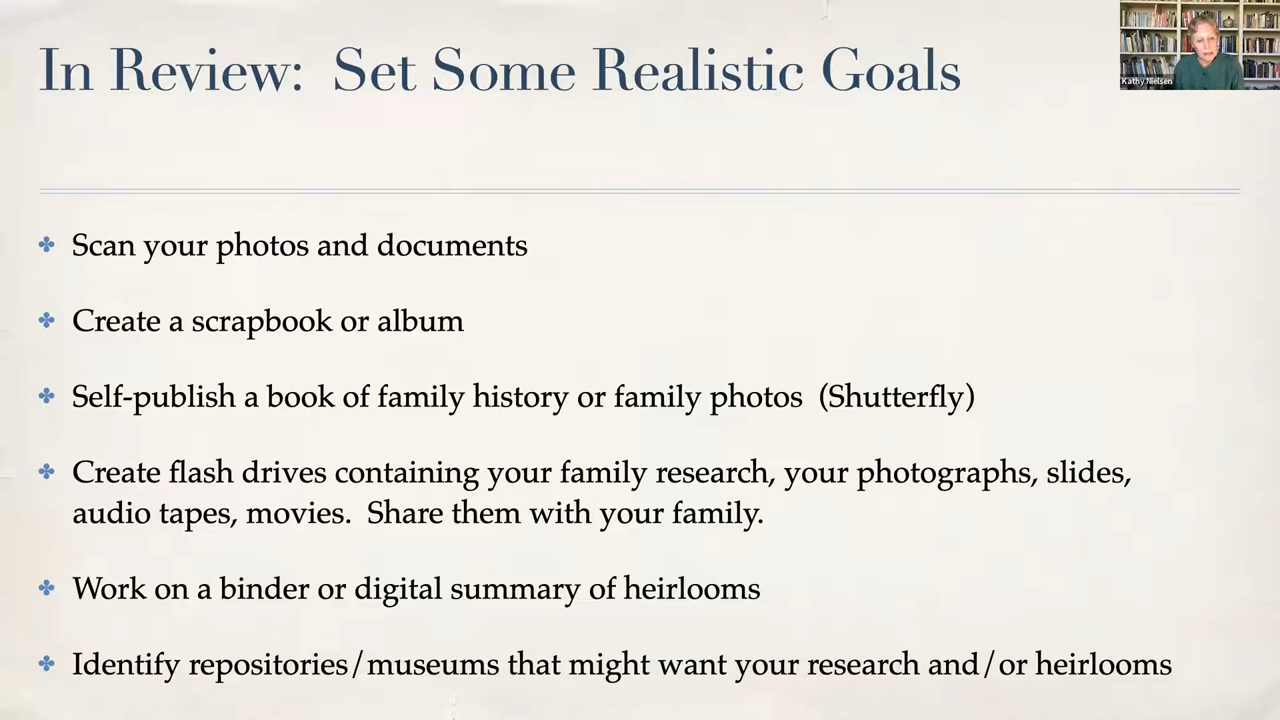 In Review:  Set Some Realistic Goals
Kathy Nielsen
Scan your photos and documents
Create a scrapbook or album
Self-publish a book of family history or family photos  (Shutterfly)
Create flash drives containing your family research, your photographs, slides,
audio tapes, movies.  Share them with your family.
Work on a binder or digital summary of heirlooms
Identify repositories/museums that might want your research and/or heirlooms